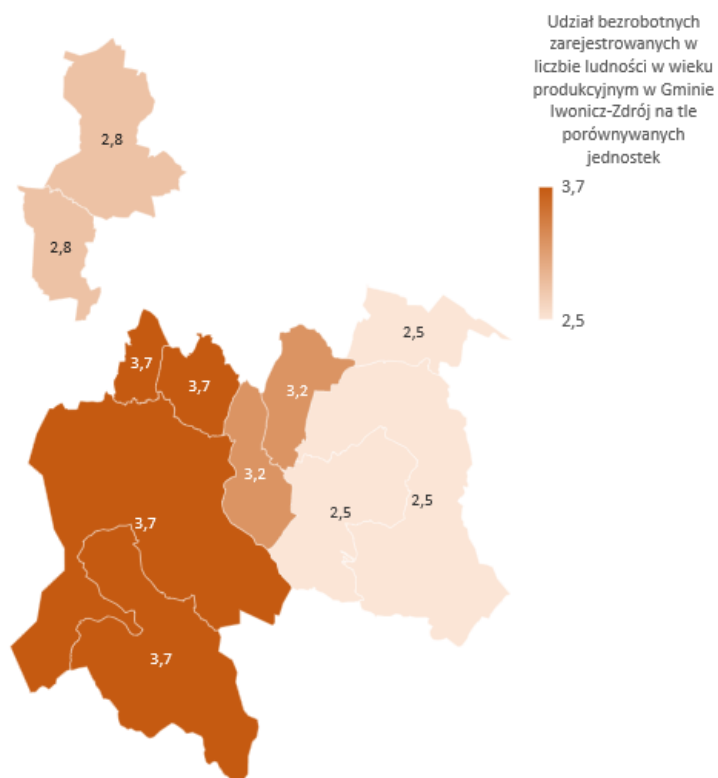 Udział bezrobotnych
zarejestrowanych w
liczbie ludności w wieku
produkcyjnym w Gminie
Iwonicz-Zdrój na tle
porównywanych
jednostek
3,7
2,5
2,8
2,8
2,5
3,7
3,7
3,2
3,2
2,5
2,5
3,7
3,7